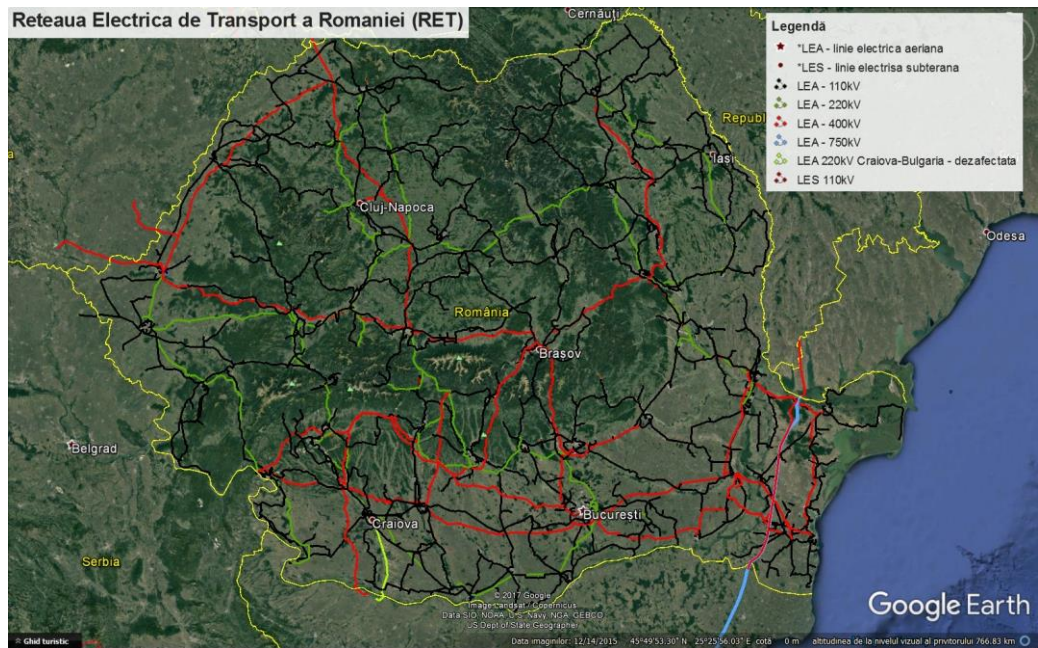 Reteaua Electrica de Transport a Romaniei (RET)
Cernăuți
Legendă
*LEA - linie electrica aeriana
*LES - linie electrisa subterana
LEA - 110kV
LEA - 220kV
LEA - 400kV
LEA - 750kV
LEA 220kV Craiova-Bulgaria - dezafectata
LES 110kV
Republ
Iași
Cluj-Napoca
Odesa
România
Brașov
Belgrad
București
Craiova
Serbia
© 2017 Google
Image Landsat / Copernicus
Data SIO, NOAA, U.S. Navy, NGA, GEBCO
US Dept of State Geographer
Google Earth
Ghid turistic
Data imaginilor: 12/14/2015 45°49'53.30" N 25°25'56.03" E cotă 0 m altitudinea de la nivelul vizual al privitorului 766.83 km